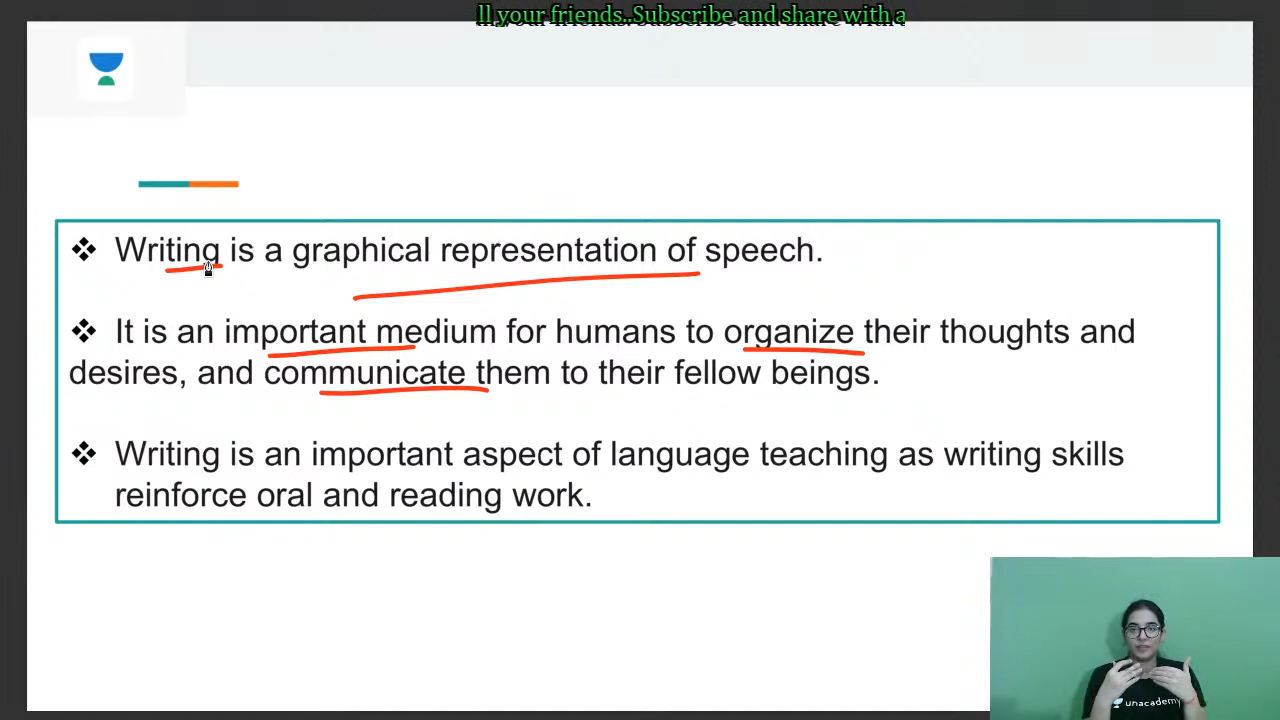 ll your friends..Subscribe and share with a
❖ Writing is a graphical representation of speech.
❖ It is an important medium for humans to organize their thoughts and
desires, and communicate them to their fellow beings.
❖ Writing is an important aspect of language teaching as writing skills
reinforce oral and reading work.
unacademy